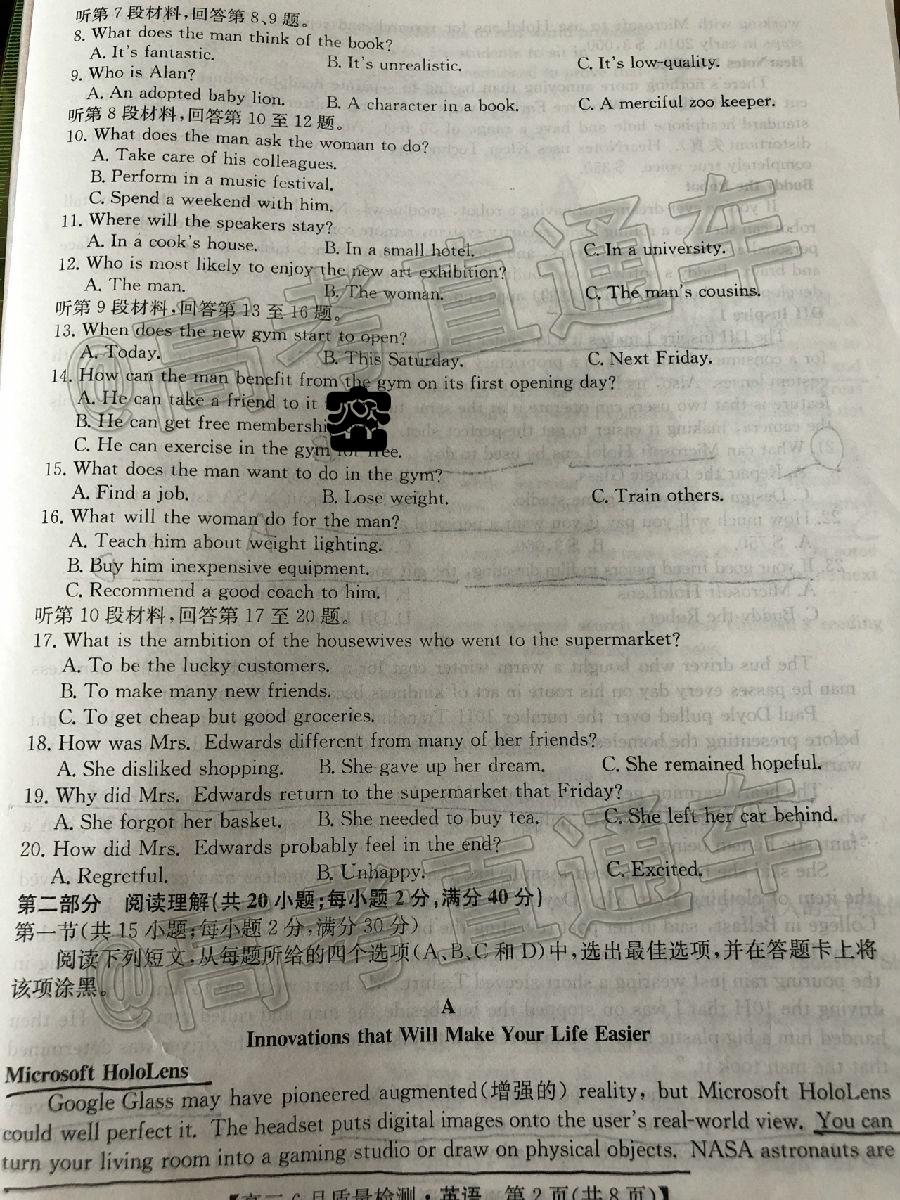 听第7段材料,回答第8、9题。
8. What does the man think of the book?
A. It's fantastic. B. It's unrealistic. C. It's low-quality.
9. Who is Alan?
A. An adopted baby lion. B. A character in a book. C. A merciful zoo keeper.
听第8段材料,回答第10至12题。
10. What does the man ask the woman to do?
A. Take care of his colleagues.
B. Perform in a music festival.
C. Spend a weekend with him.
11. Where will the speakers stay?
A. In a cook's house. B. In a small hotel. C. In a university.
12. Who is most likely to enjoy the new art exhibition?
A. The man. B. The woman. C. The man's cousins.
听第9段材料,回答第13至16题。
13. When does the new gym start to open?
A. Today. B. This Saturday. C. Next Friday.
14. How can the man benefit from the gym on its first opening day?
A. He can take a friend to it
B. He can get free membershi
C. He can exercise in the gym for free.
15. What does the man want to do in the gym?
A. Find a job. B. Lose weight. C. Train others.
16. What will the woman do for the man?
A. Teach him about weight lighting.
B. Buy him inexpensive equipment.
C. Recommend a good coach to him.
听第10段材料,回答第17至20题。
17. What is the ambition of the housewives who went to the supermarket?
A. To be the lucky customers.
B. To make many new friends.
C. To get cheap but good groceries.
18. How was Mrs. Edwards different from many of her friends?
A. She disliked shopping. B. She gave up her dream. C. She remained hopeful.
19. Why did Mrs. Edwards return to the supermarket that Friday?
A. She forgot her basket. B. She needed to buy tea. C. She left her car behind.
20. How did Mrs. Edwards probably feel in the end?
A. Regretful. B. Unhappy. C. Excited.
第二部分 阅读理解(共20小题;每小题2分,满分40分)
第一节(共15小题;每小题2分,满分30分)
阅读下列短文,从每题所给的四个选项(A、B、C和D)中,选出最佳选项,并在答题卡上将
该项涂黑。
A
Innovations that Will Make Your Life Easier
Microsoft HoloLens
Google Glass may have pioneered augmented(增强的) reality, but Microsoft HoloLens
could well perfect it. The headset puts digital images onto the user's real-world view. You can
turn your living room into a gaming studio or draw on physical objects. NASA astronauts are
【高三6月质量检测·英语 第2页(共8页)】
@高考直通车
@高考直通车